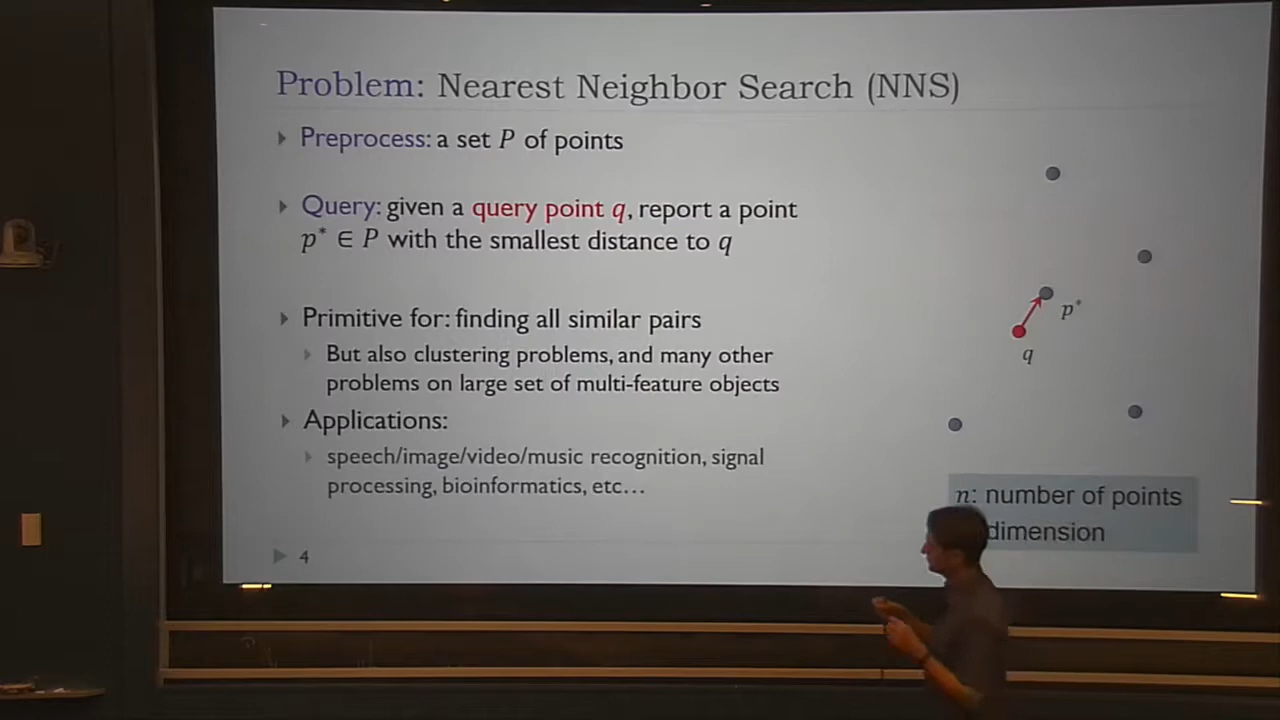 Problem: Nearest Neighbor Search (NNS)
Preprocess: a set P of points
Query: given a query point q, report a point
p* ∈ P with the smallest distance to q
Primitive for: finding all similar pairs
But also clustering problems, and many other
problems on large set of multi-feature objects
Applications:
speech/image/video/music recognition, signal
processing, bioinformatics, etc…
4
p*
q
n: number of points
dimension